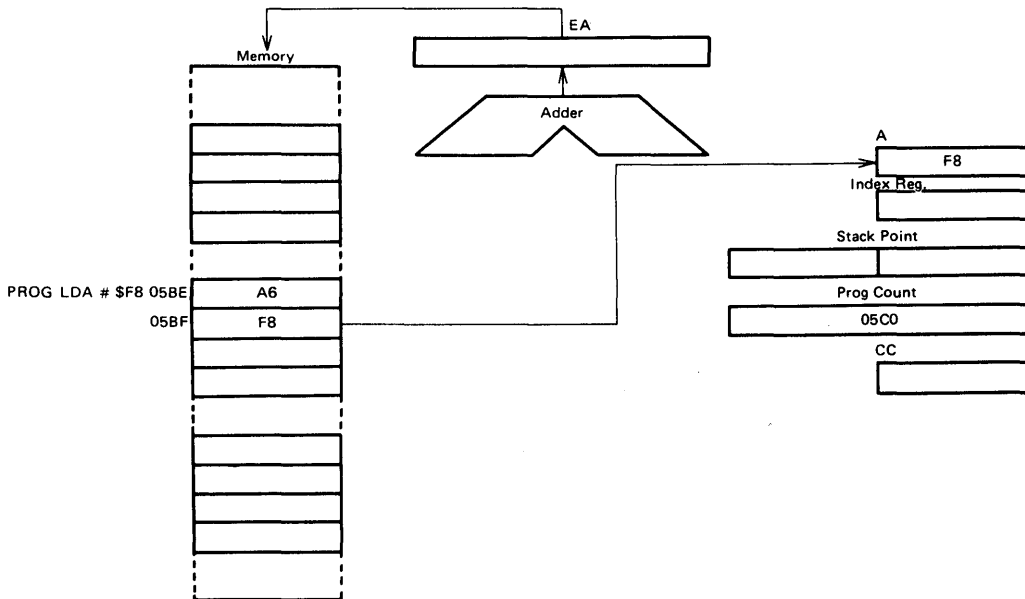 EA
Memory
Adder
A
F8
Index Reg.
Stack Point
PROG LDA # $F8 05BE
A6
Prog Count
05BF
F8
05C0
CC